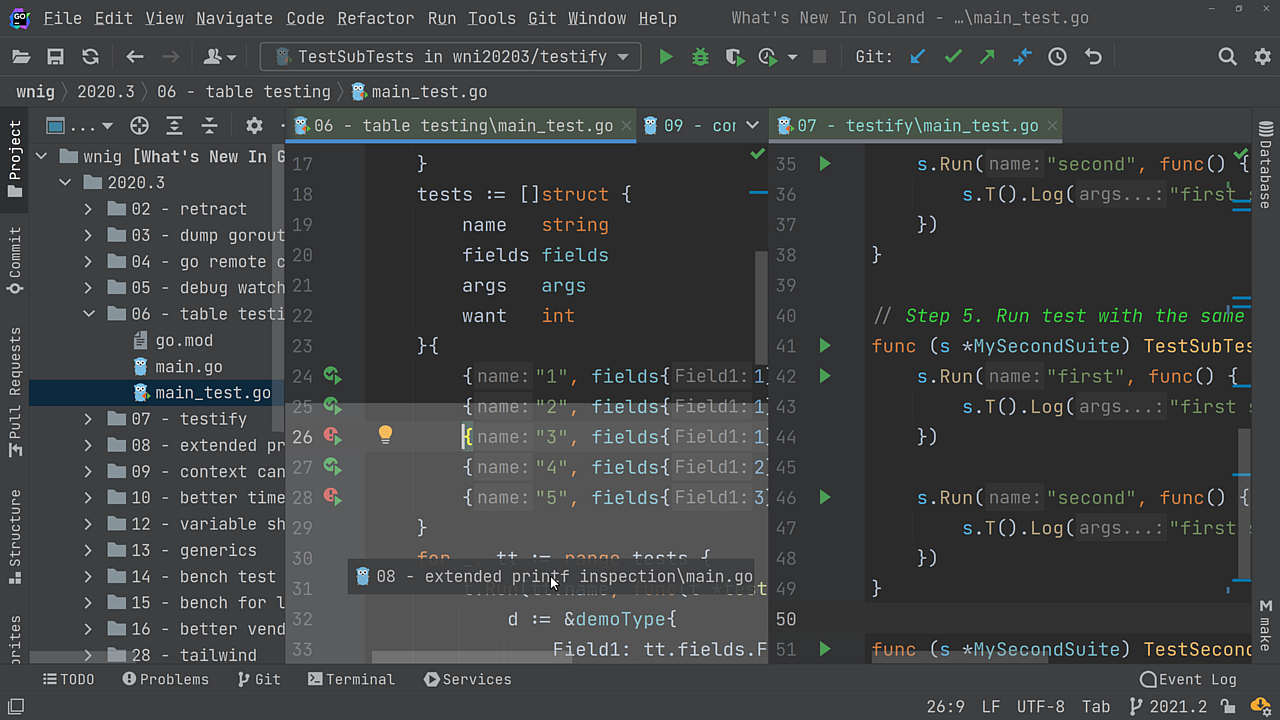 GO File Edit View Navigate Code Refactor Run Tools Git Window Help What's New In GoLand - …\main_test.go
TestSubTests in wni20203/testify Git:
wnig 2020.3 06 - table testing main_test.go
Project
Commit
Pull Requests
Structure
...
wnig [What's New In G
2020.3
02 - retract
03 - dump gorout
04 - go remote c
05 - debug watch
06 - table testi
go.mod
main.go
main_test.go
07 - testify
08 - extended pr
09 - context can
10 - better time
12 - variable sh
13 - generics
14 - bench test
15 - bench for l
16 - better vend
28 - tailwind
06 - table testing\main_test.go 09 - cor
17 }
18 tests := []struct {
19 name string
20 fields fields
21 args args
22 want int
23 }{
24 {name: "1", fields{Field1: 1
25 {name: "2", fields{Field1: 1
26 {name: "3", fields{Field1: 1
27 {name: "4", fields{Field1: 2
28 {name: "5", fields{Field1: 3
29 }
30 for _, tt := range tests {
31
08 - extended printf inspection\main.go
32 d := &demoType{
33 Field1: tt.fields.F
07 - testify\main_test.go
35 s.Run(name: "second", func() {
36 s.T().Log(args...: "first s
37 })
38 }
39
40 // Step 5. Run test with the same
41 func (s *MySecondSuite) TestSubTes
42 s.Run(name: "first", func() {
43 s.T().Log(args...: "first s
44 })
45
46 s.Run(name: "second", func() {
47 s.T().Log(args...: "first s
48 })
49 }
50
51 func (s *MySecondSuite) TestSecond
Database
M make
TODO Problems Git Terminal Services Event Log
26:9 LF UTF-8 Tab 2021.2